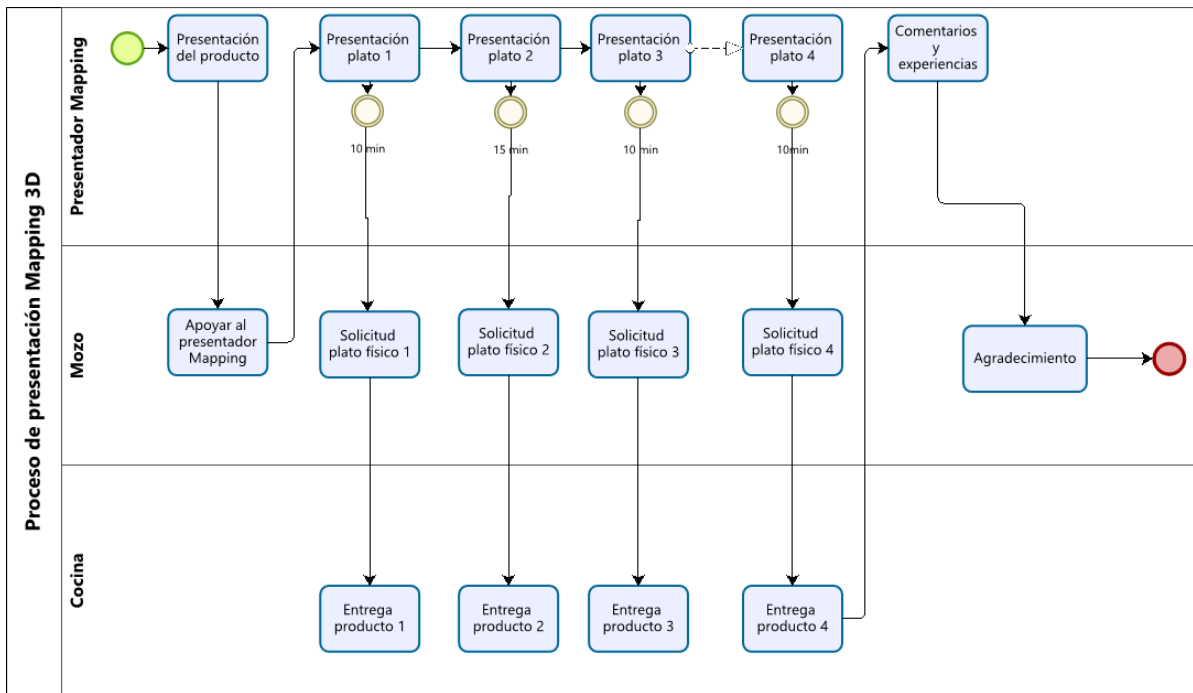 Proceso de presentación Mapping 3D
Presentador Mapping
Presentación
del producto
Presentación
plato 1
Presentación
plato 2
Presentación
plato 3
Presentación
plato 4
Comentarios
y
experiencias
10 min
15 min
10 min
10min
Mozo
Apoyar al
presentador
Mapping
Solicitud
plato físico 1
Solicitud
plato físico 2
Solicitud
plato físico 3
Solicitud
plato físico 4
Agradecimiento
Cocina
Entrega
producto 1
Entrega
producto 2
Entrega
producto 3
Entrega
producto 4